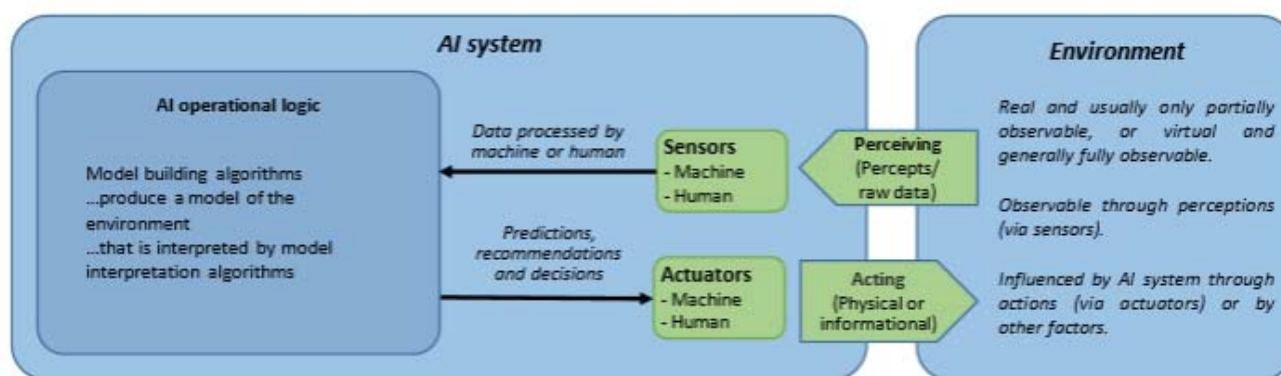 AI system
AI operational logic
Model building algorithms
...produce a model of the
environment
...that is interpreted by model
interpretation algorithms
Data processed by
machine or human
Predictions,
recommendations
and decisions
Sensors
- Machine
- Human
Actuators
- Machine
- Human
Perceiving
(Percepts/
raw data)
Acting
(Physical or
informational)
Environment
Real and usually only partially
observable, or virtual and
generally fully observable.
Observable through perceptions
(via sensors).
Influenced by AI system through
actions (via actuators) or by
other factors.